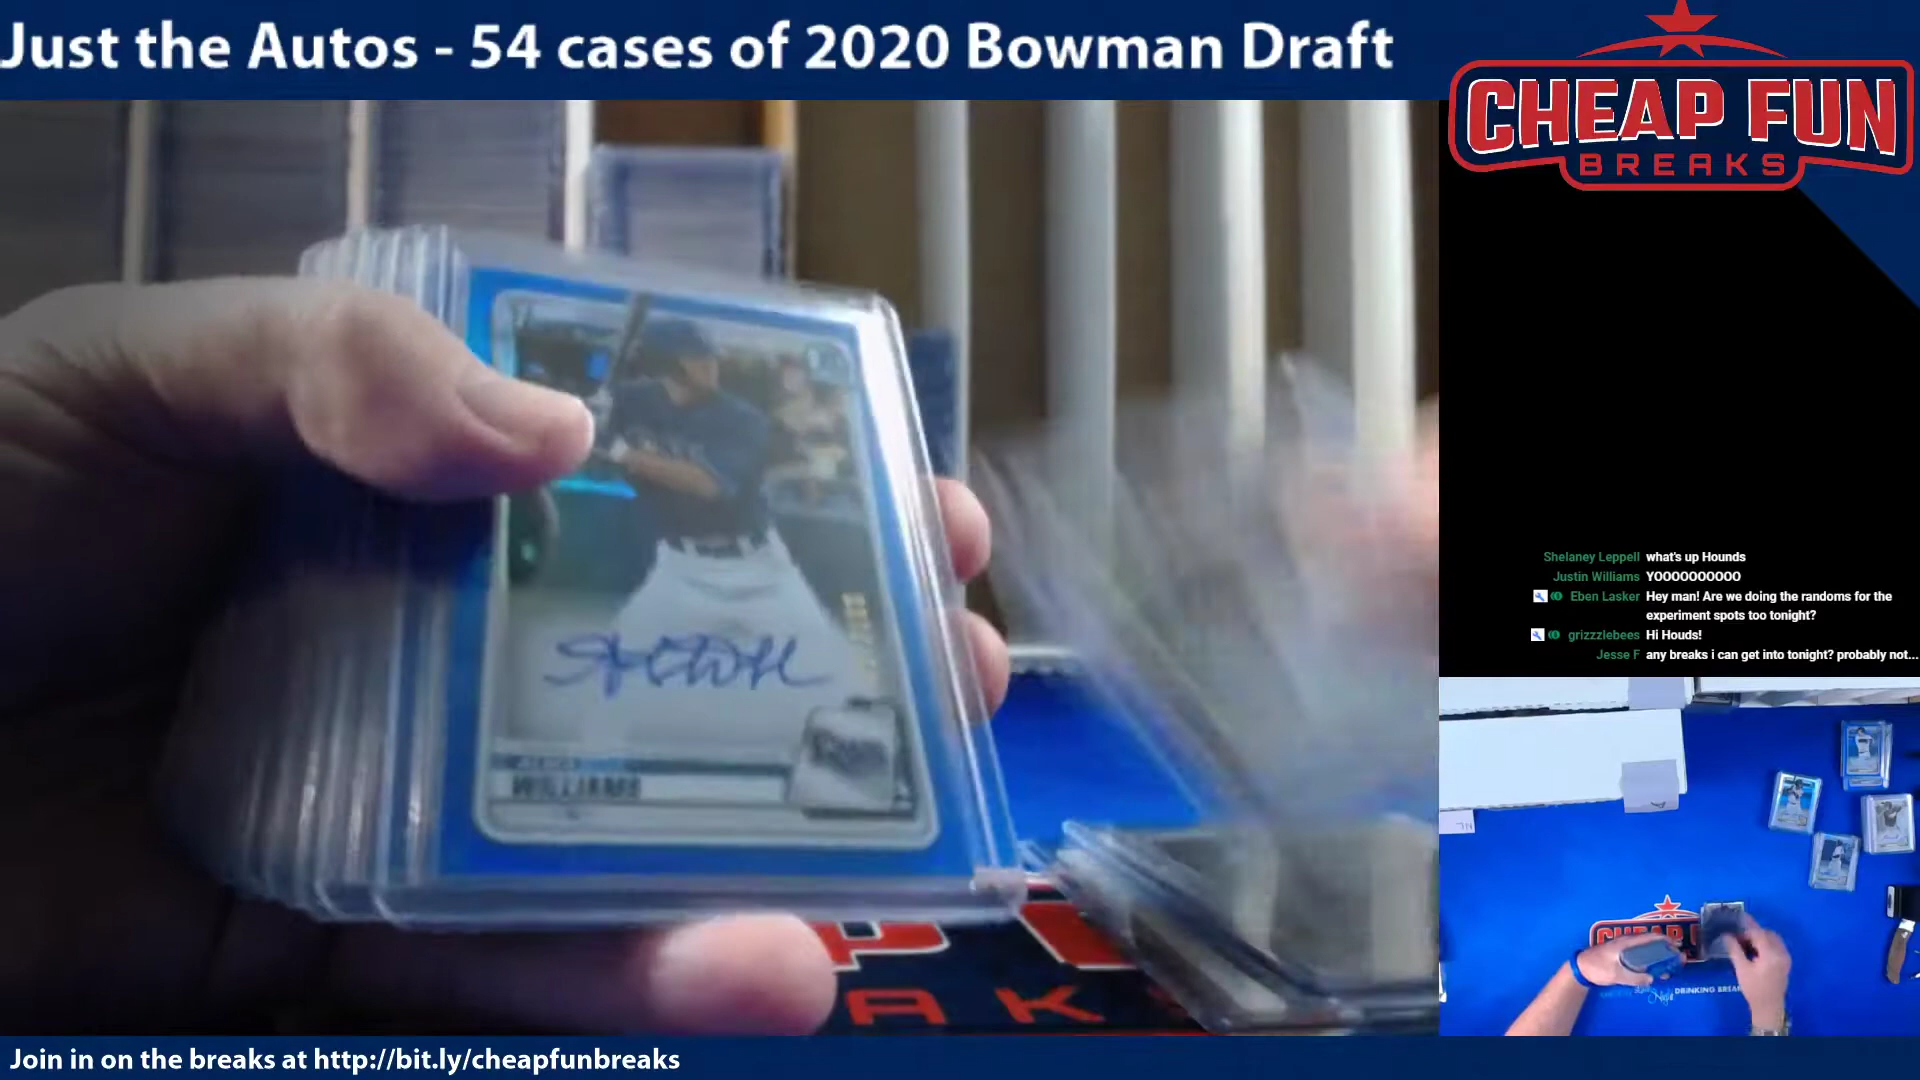 Just the Autos - 54 cases of 2020 Bowman Draft
CHEAP FUN
BREAKS
Shelaney Leppell what's up Hounds
Justin Williams YOOOOOOOOOO
Eben Lasker Hey man! Are we doing the randoms for the
experiment spots too tonight?
grizzzlebees Hi Houds!
Jesse F any breaks i can get into tonight? probably not...
WILLIAMS
A K
DRINKING BREAK
Join in on the breaks at http://bit.ly/cheapfunbreaks